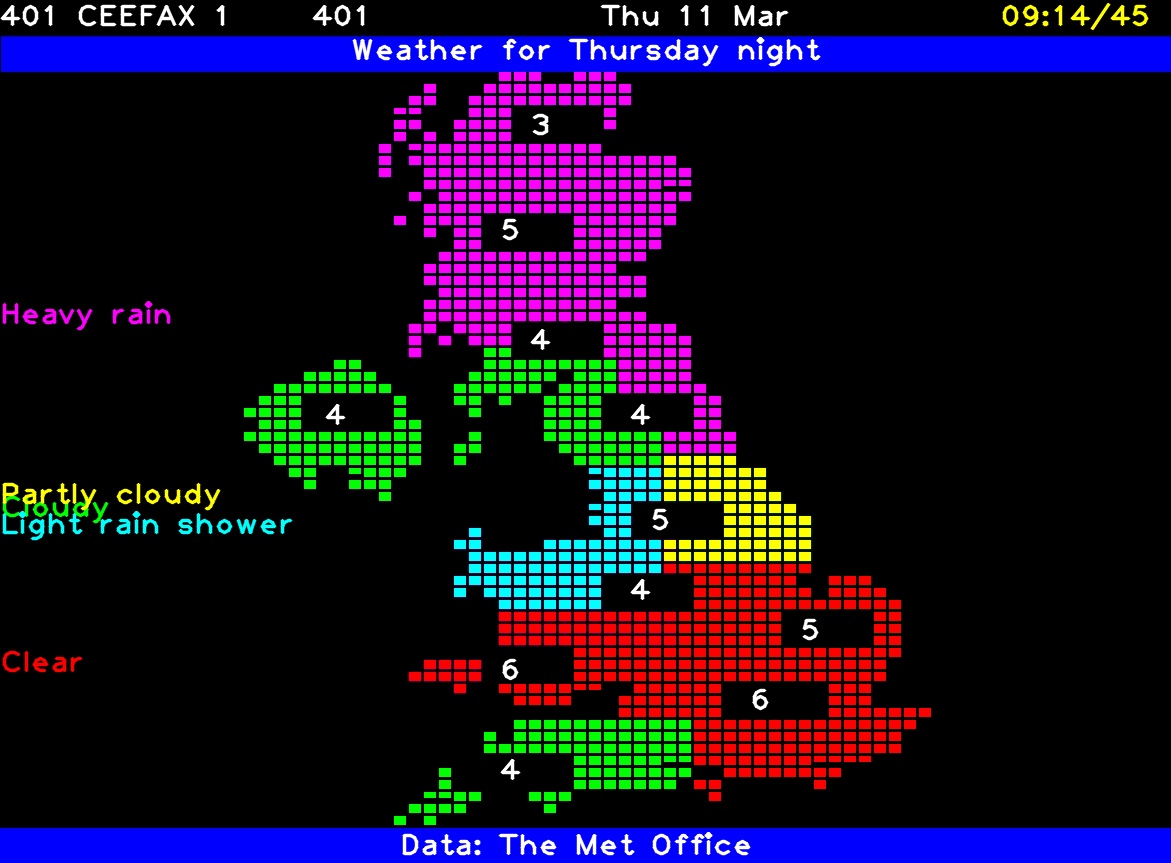 401 CEEFAX 1 401 Thu 11 Mar 09:14/45
Weather for Thursday night
3
5
Heavy rain
4
4 4
Partly cloudy
Cloudy
Light rain shower
5
4
5
Clear
6
6
4
Data: The Met Office